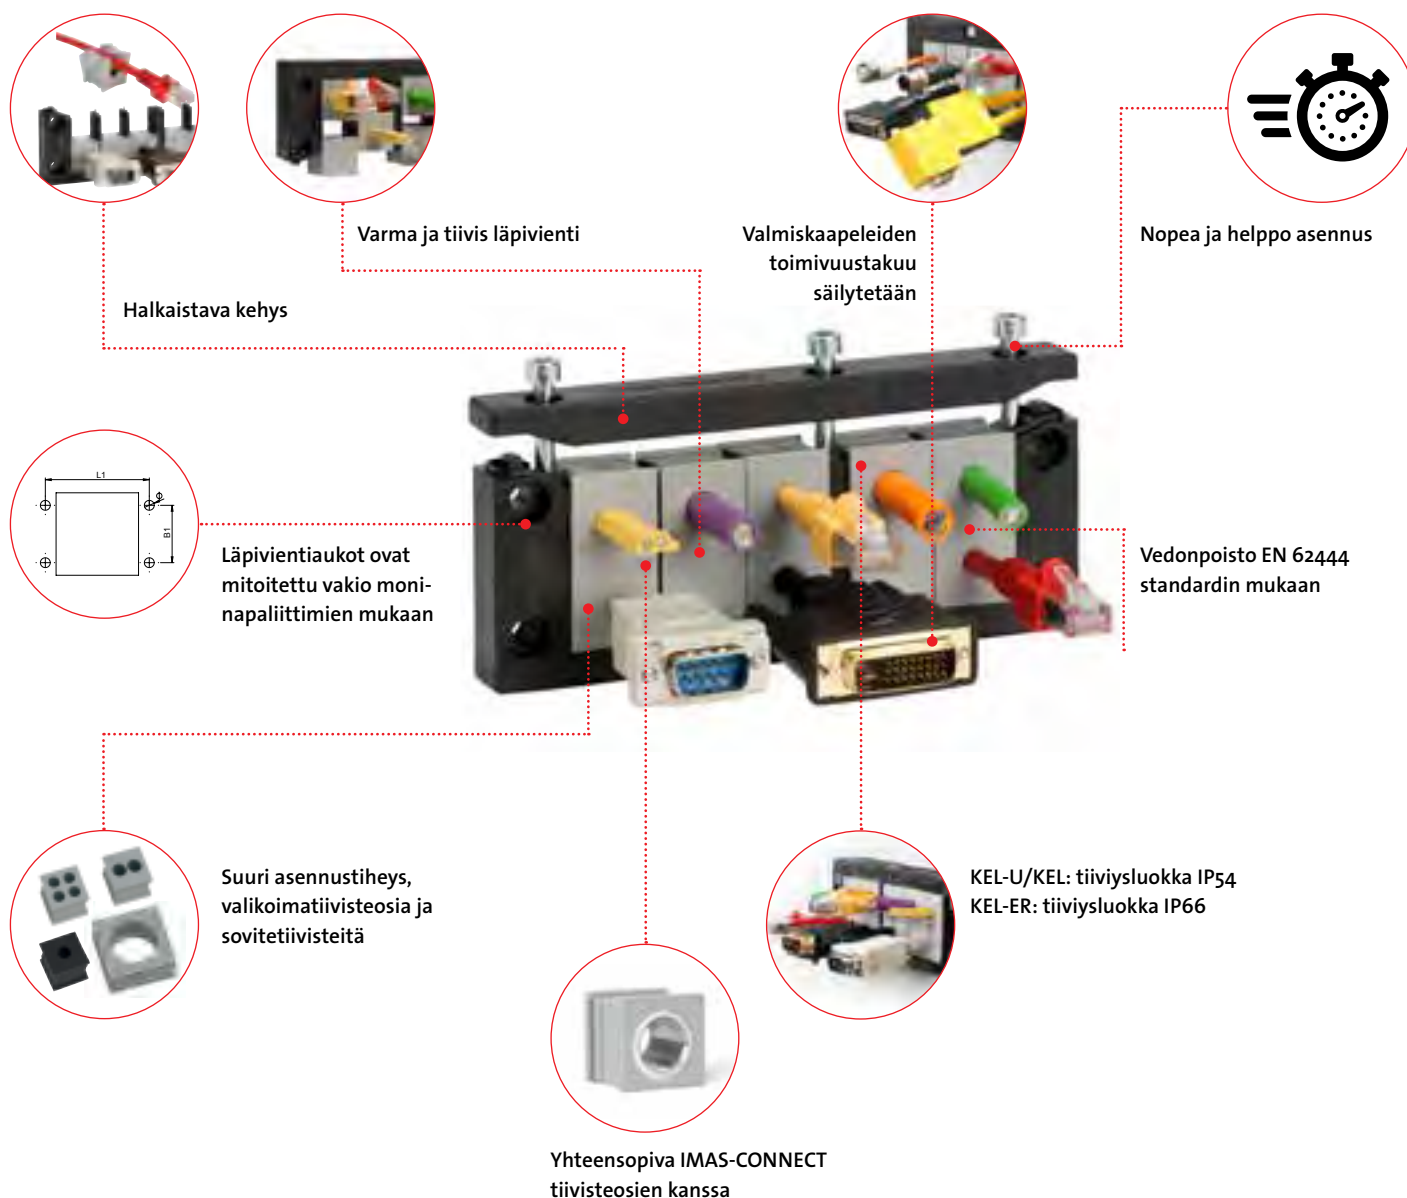 Varma ja tiivis läpivienti
Valmiskaapeleiden
toimivuustakuu
säilytetään
Nopea ja helppo asennus
Halkaistava kehys
L1
B1
Läpivientiaukot ovat
mitoitettu vakio moni-
napaliittimien mukaan
Vedonpoisto EN 62444
standardin mukaan
Suuri asennustiheys,
valikoimatiivisteosia ja
sovitetiivisteitä
KEL-U/KEL: tiiviysluokka IP54
KEL-ER: tiiviysluokka IP66
Yhteensopiva IMAS-CONNECT
tiivisteosien kanssa